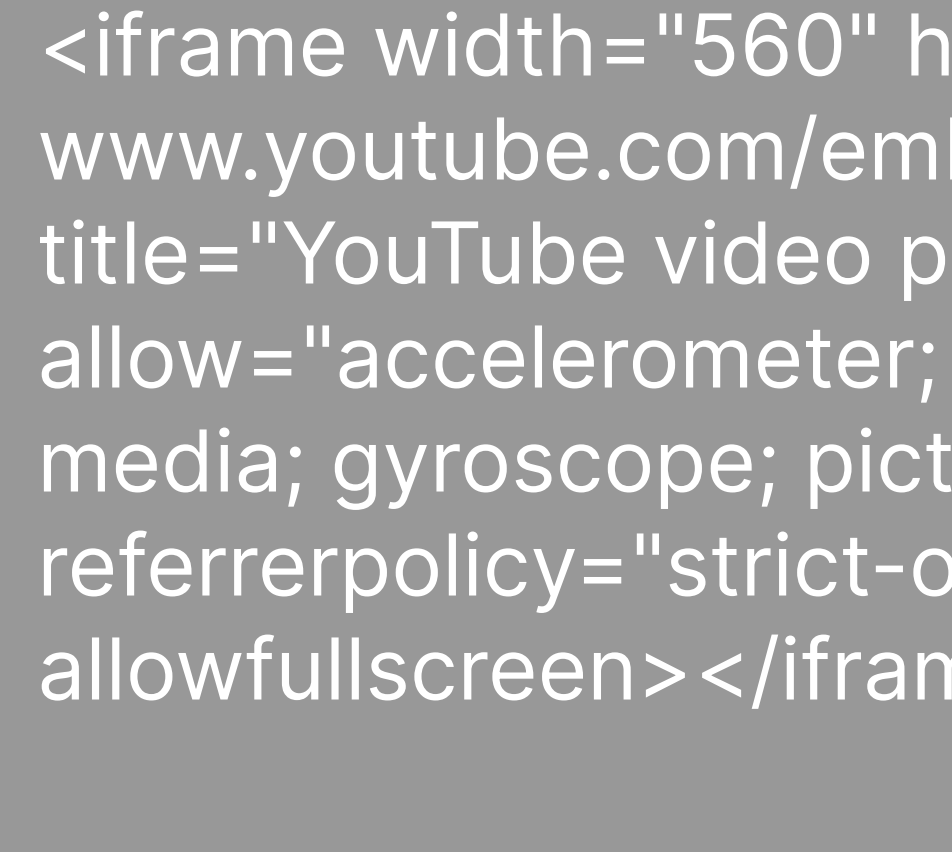 <iframe width="560" h
www.youtube.com/em
title="YouTube video p
allow="accelerometer;
media; gyroscope; pict
referrerpolicy="strict-o
allowfullscreen></ifram